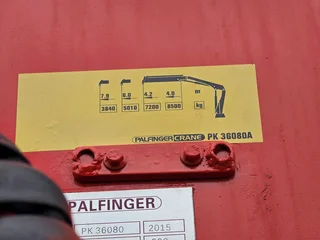 7.8 6.0 4.2 4.0 m
3840 5010 7200 8500 kg
PALFINGER CRANE PK 36080A
PALFINGER
PK 36080 2015